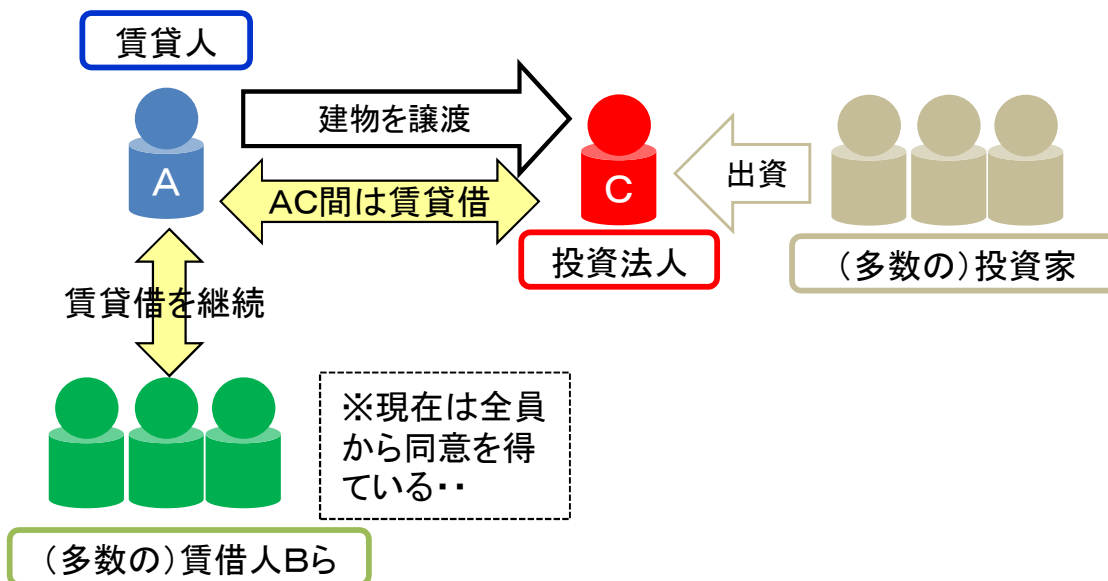 賃貸人
建物を譲渡
A
AC間は賃貸借
C
出資
投資法人
(多数の)投資家
賃貸借を継続
※現在は全員
から同意を得
ている・・
(多数の)賃借人Bら